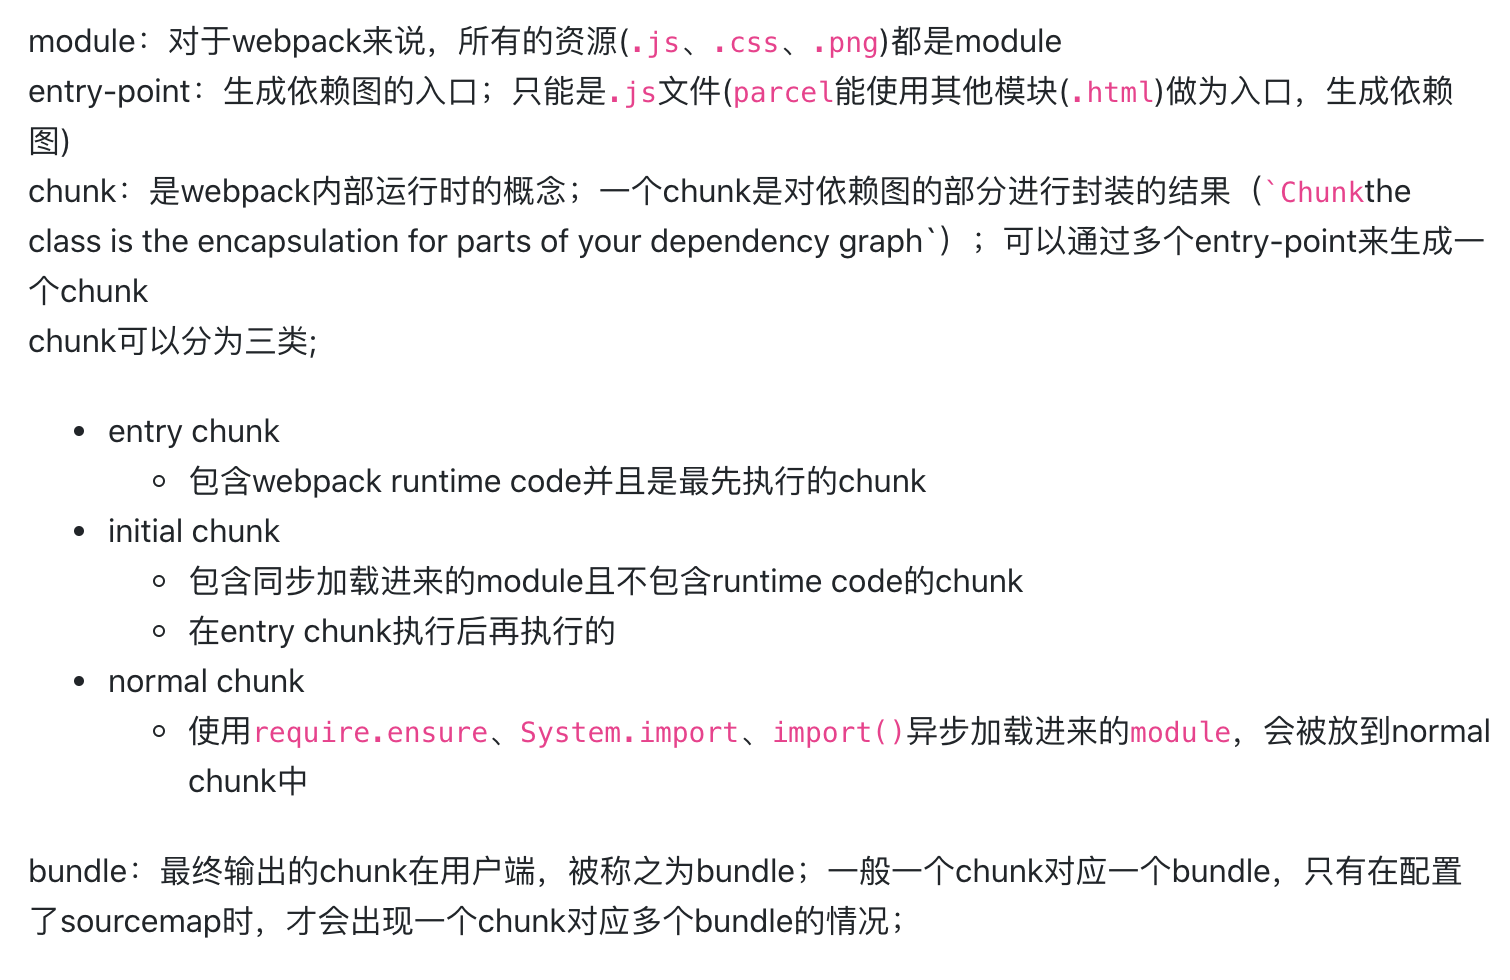 module：对于webpack来说，所有的资源(.js、.css、.png)都是module
entry-point：生成依赖图的入口；只能是.js文件(parcel能使用其他模块(.html)做为入口，生成依赖
图)
chunk：是webpack内部运行时的概念；一个chunk是对依赖图的部分进行封装的结果（`Chunkthe
class is the encapsulation for parts of your dependency graph`）；可以通过多个entry-point来生成一
个chunk
chunk可以分为三类;
• entry chunk
◦ 包含webpack runtime code并且是最先执行的chunk
• initial chunk
◦ 包含同步加载进来的module且不包含runtime code的chunk
◦ 在entry chunk执行后再执行的
• normal chunk
◦ 使用require.ensure、System.import、import()异步加载进来的module，会被放到normal
chunk中
bundle：最终输出的chunk在用户端，被称之为bundle；一般一个chunk对应一个bundle，只有在配置
了sourcemap时，才会出现一个chunk对应多个bundle的情况；